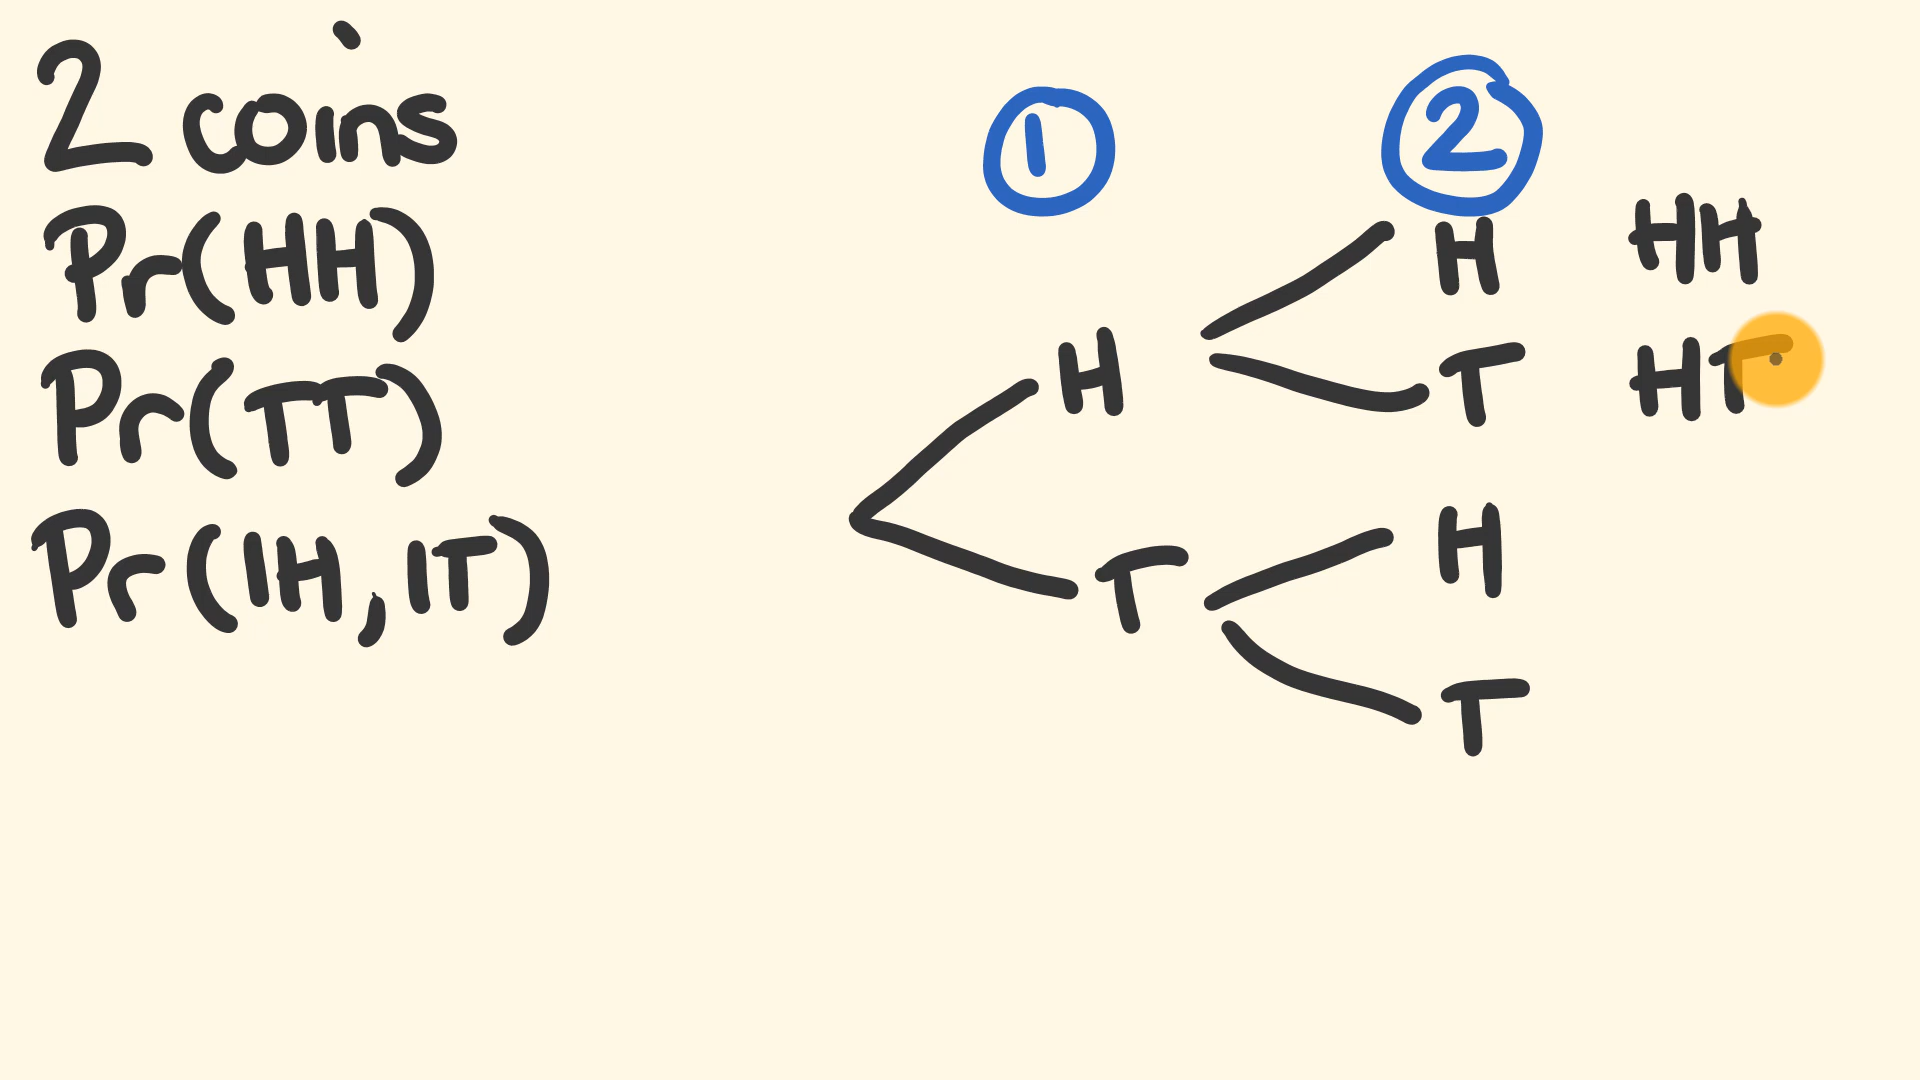 2 coins
Pr(HH)
Pr(TT)
Pr(1H, 1T)
1 2
H HH
T HT
H
T
H
T